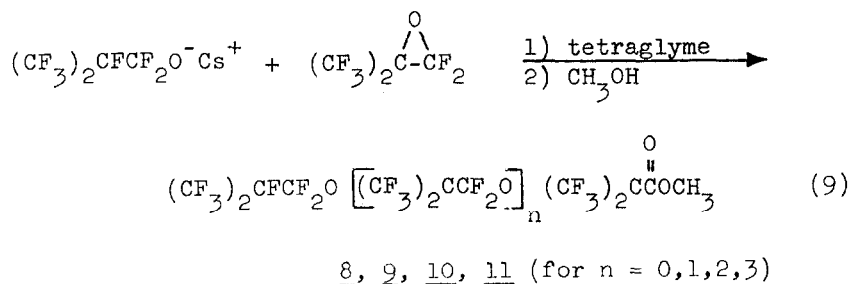 O
(CF₃)₂CFCF₂O⁻Cs⁺ + (CF₃)₂C-CF₂ 1) tetraglyme
2) CH₃OH
O
(CF₃)₂CFCF₂O [(CF₃)₂CCF₂O]n (CF₃)₂CCOCH₃ (9)
8, 9, 10, 11 (for n = 0,1,2,3)